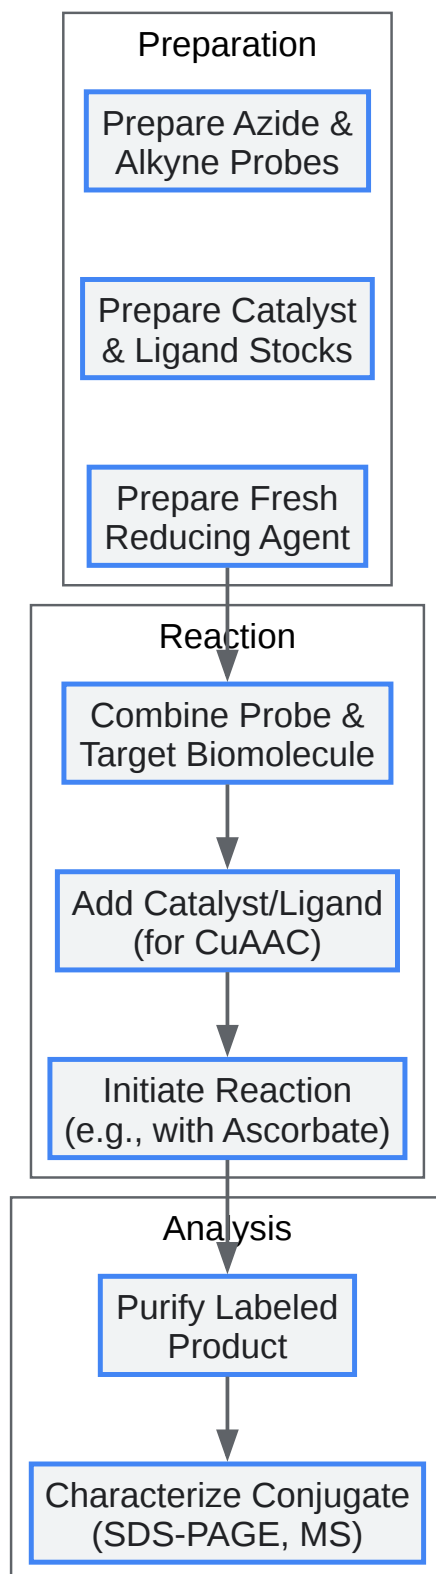 Preparation
Prepare Azide &
Alkyne Probes
Prepare Catalyst
& Ligand Stocks
Prepare Fresh
Reducing Agent
Reaction
Combine Probe &
Target Biomolecule
Add Catalyst/Ligand
(for CuAAC)
Initiate Reaction
(e.g., with Ascorbate)
Analysis
Purify Labeled
Product
Characterize Conjugate
(SDS-PAGE, MS)